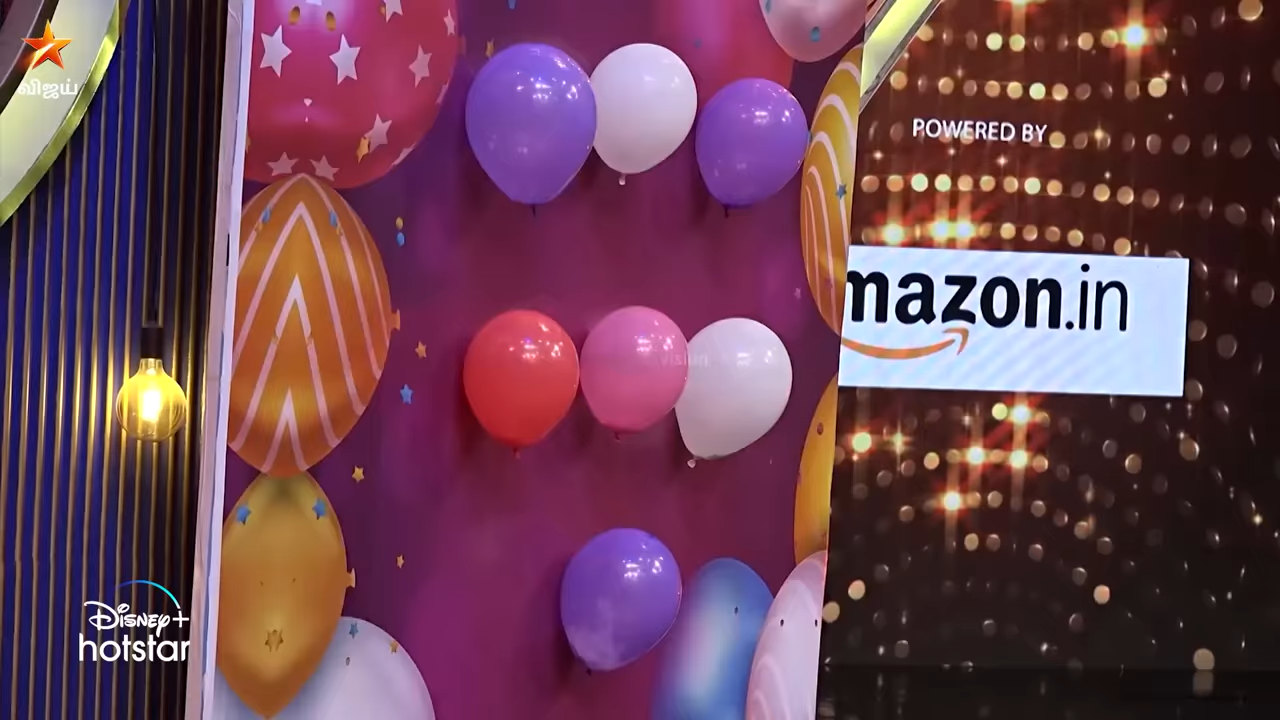 விஜய்
POWERED BY
mazon.in
Disney+
hotstar